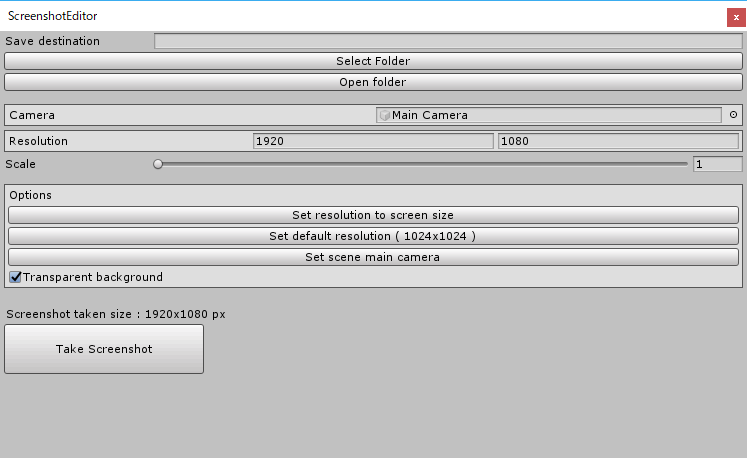 ScreenshotEditor
x
Save destination
Select Folder
Open folder
Camera Main Camera
Resolution 1920 1080
Scale 1
Options
Set resolution to screen size
Set default resolution ( 1024x1024 )
Set scene main camera
Transparent background
Screenshot taken size : 1920x1080 px
Take Screenshot